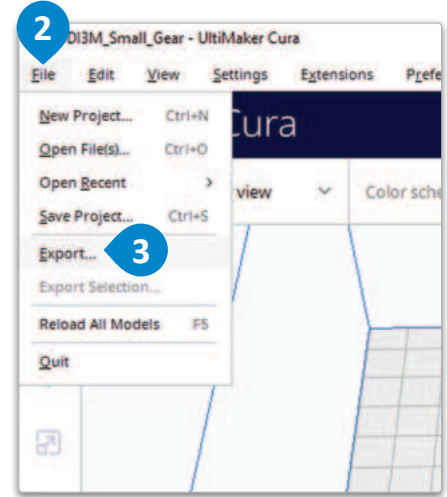 2
DI3M_Small_Gear - UltiMaker Cura
File Edit View Settings Extensions Prefe
New Project... Ctrl+N
Cura
Open File(s)... Ctrl+O
Open Recent >
view Color sche
Save Project... Ctrl+S
Export... 3
Export Selection...
Reload All Models F5
Quit